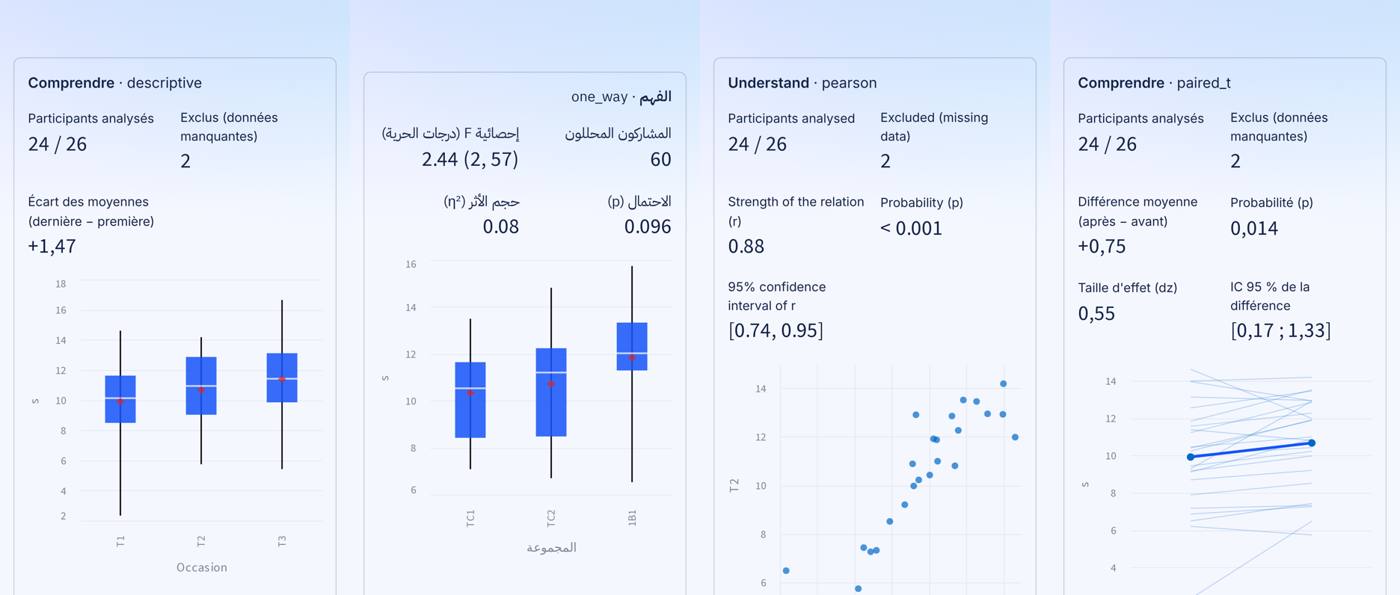 Comprendre · descriptive
Participants analysés
24 / 26
Exclus (données
manquantes)
2
Écart des moyennes
(dernière − première)
+1,47
18
16
14
12
10
8
6
4
2
s
T1
T2
T3
Occasion
الفهم · one_way
المشاركون المحللون
60
إحصائية F (درجات الحرية)
2.44 (2, 57)
الاحتمال (p)
0.096
حجم الأثر (η²)
0.08
16
14
12
10
8
6
s
TC1
TC2
1B1
المجموعة
Understand · pearson
Participants analysed
24 / 26
Excluded (missing
data)
2
Strength of the relation
(r)
0.88
Probability (p)
< 0.001
95% confidence
interval of r
[0.74, 0.95]
14
12
10
8
6
T2
Comprendre · paired_t
Participants analysés
24 / 26
Exclus (données
manquantes)
2
Différence moyenne
(après − avant)
+0,75
Probabilité (p)
0,014
Taille d'effet (dz)
0,55
IC 95 % de la
différence
[0,17 ; 1,33]
14
12
10
8
6
4
s